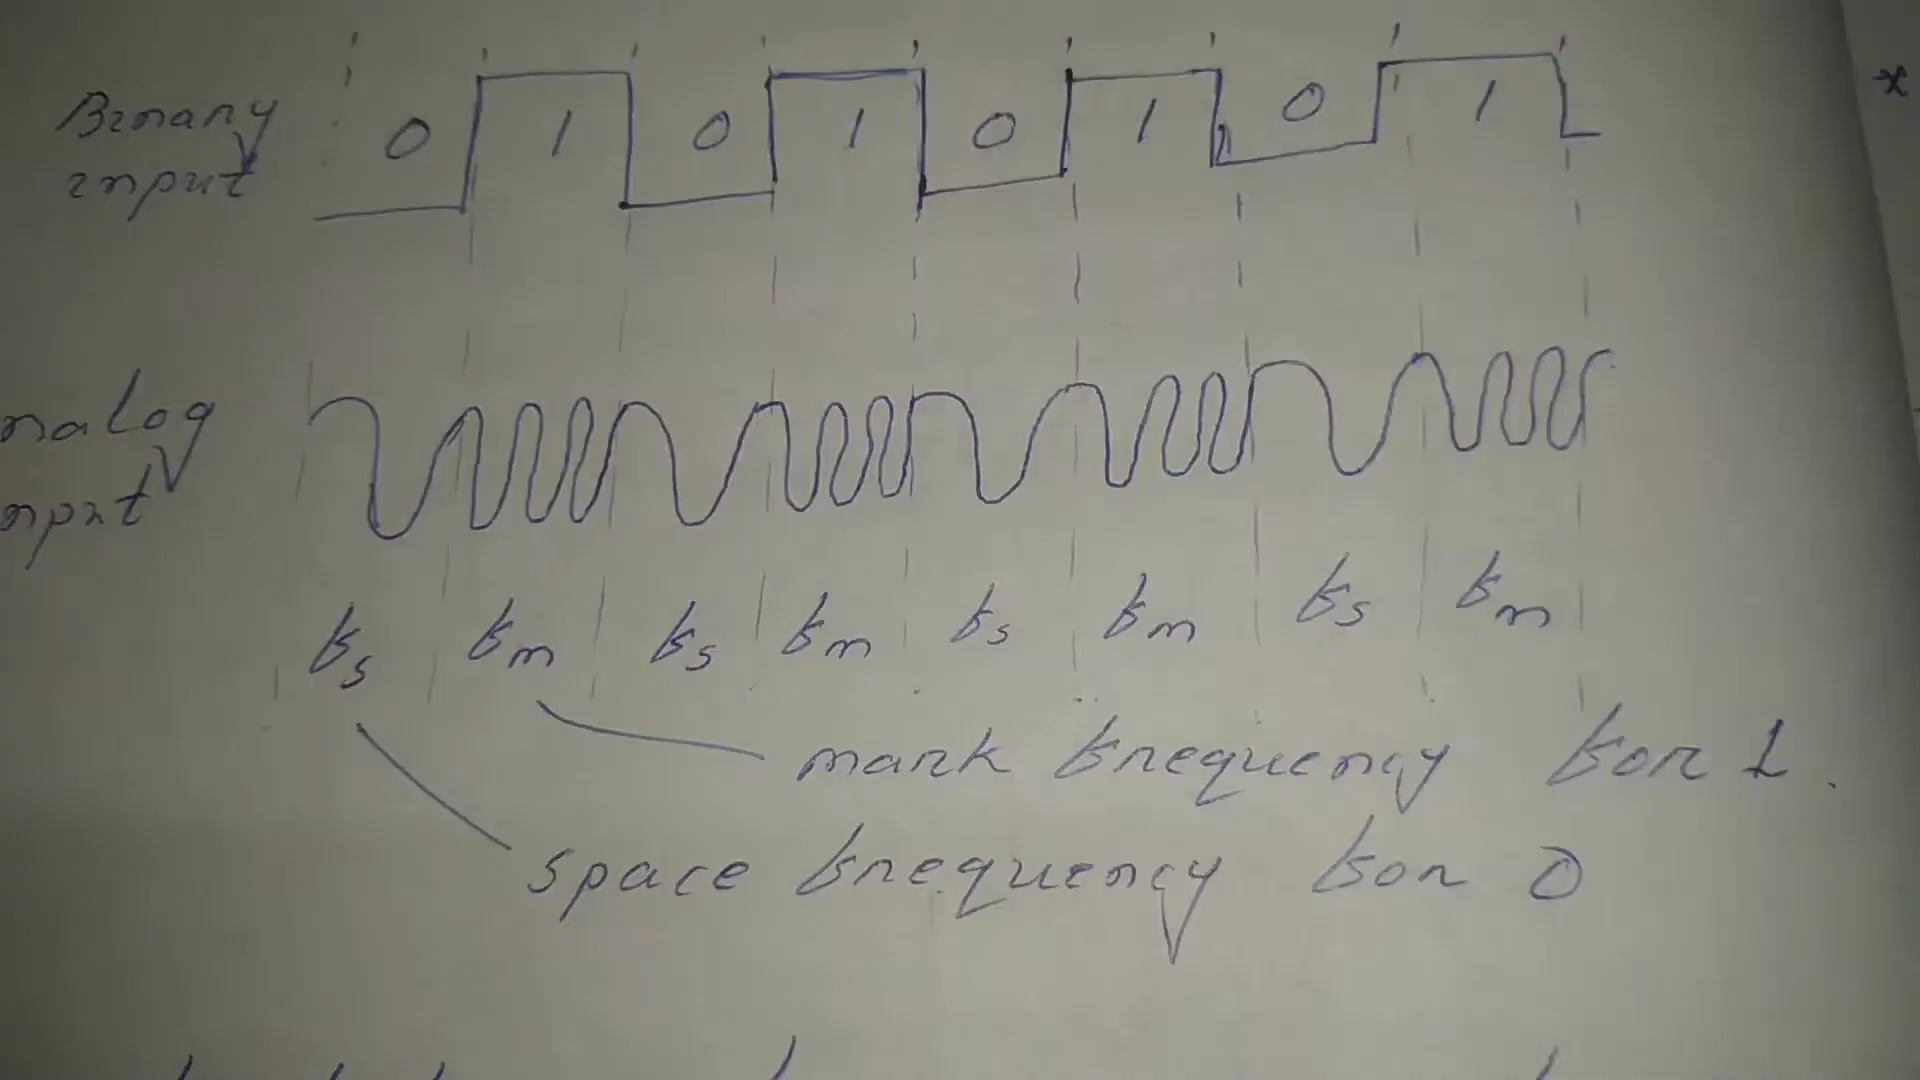 Binary
input
0 1 0 1 0 1 0 1
nalog
nput
fs fm fs fm fs fm fs fm
mark frequency for 1.
space frequency for 0